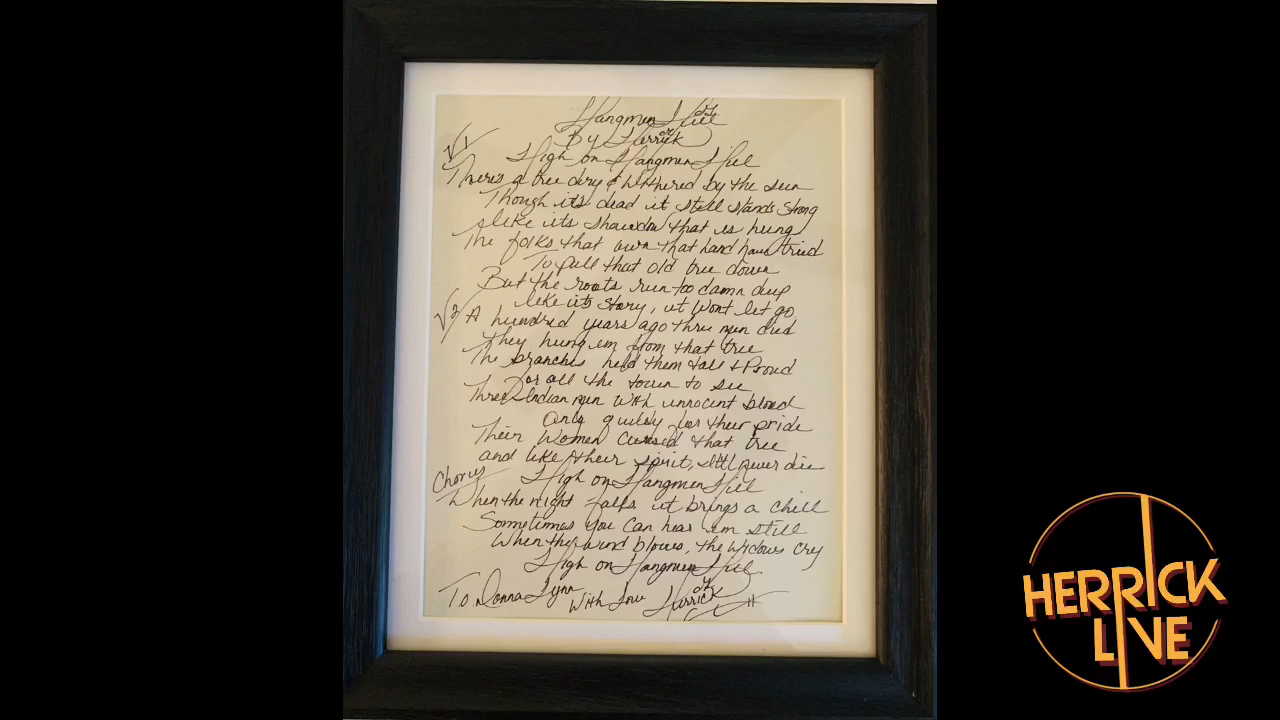 Hangmen Hill
By Herrick
V1
High on Hangmen Hill
There's a tree dry & Withered by the sun
Though its dead it still stands strong
like its shawdow that is hung
The folks that own that land have tried
To pull that old tree down
But the roots run too damn deep
like its story, it wont let go
V2 A hundred years ago three men died
They hung em from that tree
The branches held them tall & Proud
For all the town to see
Three Indian men with innocent blood
Only guilty for their pride
Their Women cursed that tree
and like their spirit, still never die
Chorus High on Hangmen Hill
When the night falls it brings a chill
Sometimes you can hear em still
When the wind blows, the widows cry
High on Hangmen Hill.
To Donna Lynn
With Love Herrick
HERRICK
LIVE